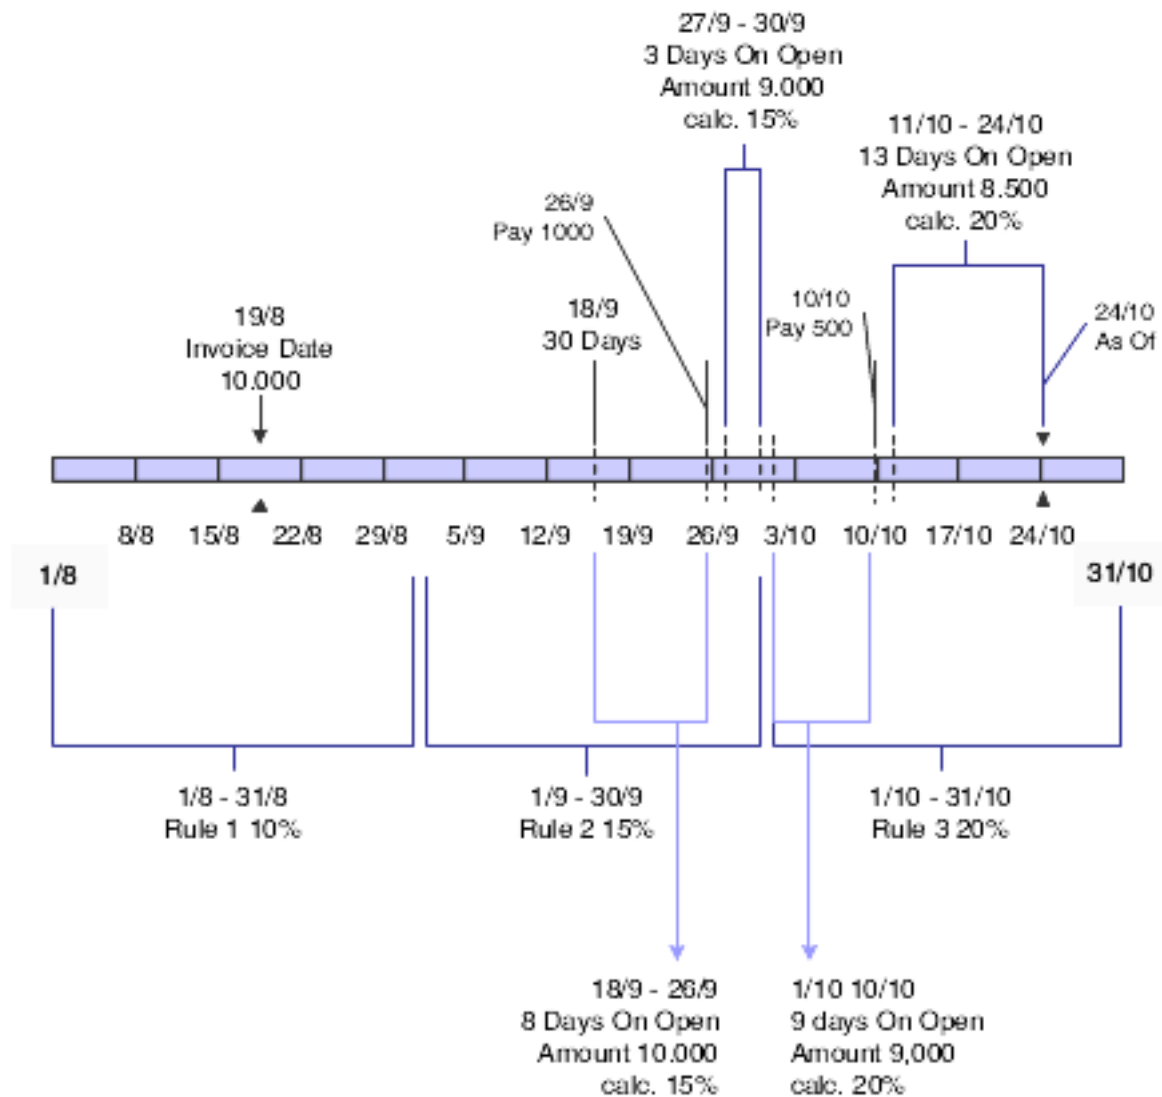 27/9 - 30/9
3 Days On Open
Amount 9.000
calc. 15%
11/10 - 24/10
13 Days On Open
Amount 8.500
calc. 20%
26/9
Pay 1000
18/9
30 Days
10/10
Pay 500
24/10
As Of
19/8
Invoice Date
10.000
8/8 15/8 22/8 29/8 5/9 12/9 19/9 26/9 3/10 10/10 17/10 24/10
1/8
31/10
1/8 - 31/8
Rule 1 10%
1/9 - 30/9
Rule 2 15%
1/10 - 31/10
Rule 3 20%
18/9 - 26/9
8 Days On Open
Amount 10.000
calc. 15%
1/10 10/10
9 days On Open
Amount 9,000
calc. 20%